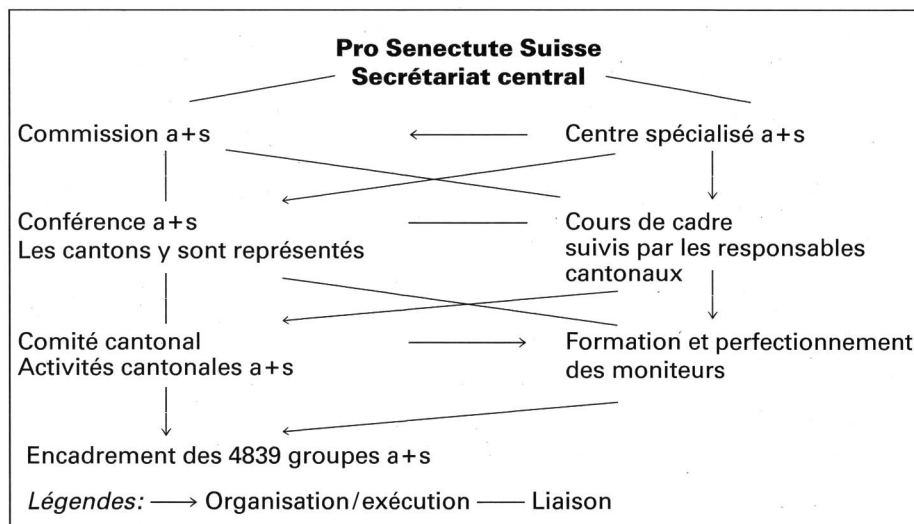 Pro Senectute Suisse
Secrétariat central
Commission a+s
Centre spécialisé a+s
Conférence a+s
Les cantons y sont représentés
Cours de cadre
suivis par les responsables
cantonaux
Comité cantonal
Activités cantonales a+s
Formation et perfectionnement
des moniteurs
Encadrement des 4839 groupes a+s
Légendes: ⟶ Organisation/exécution —— Liaison